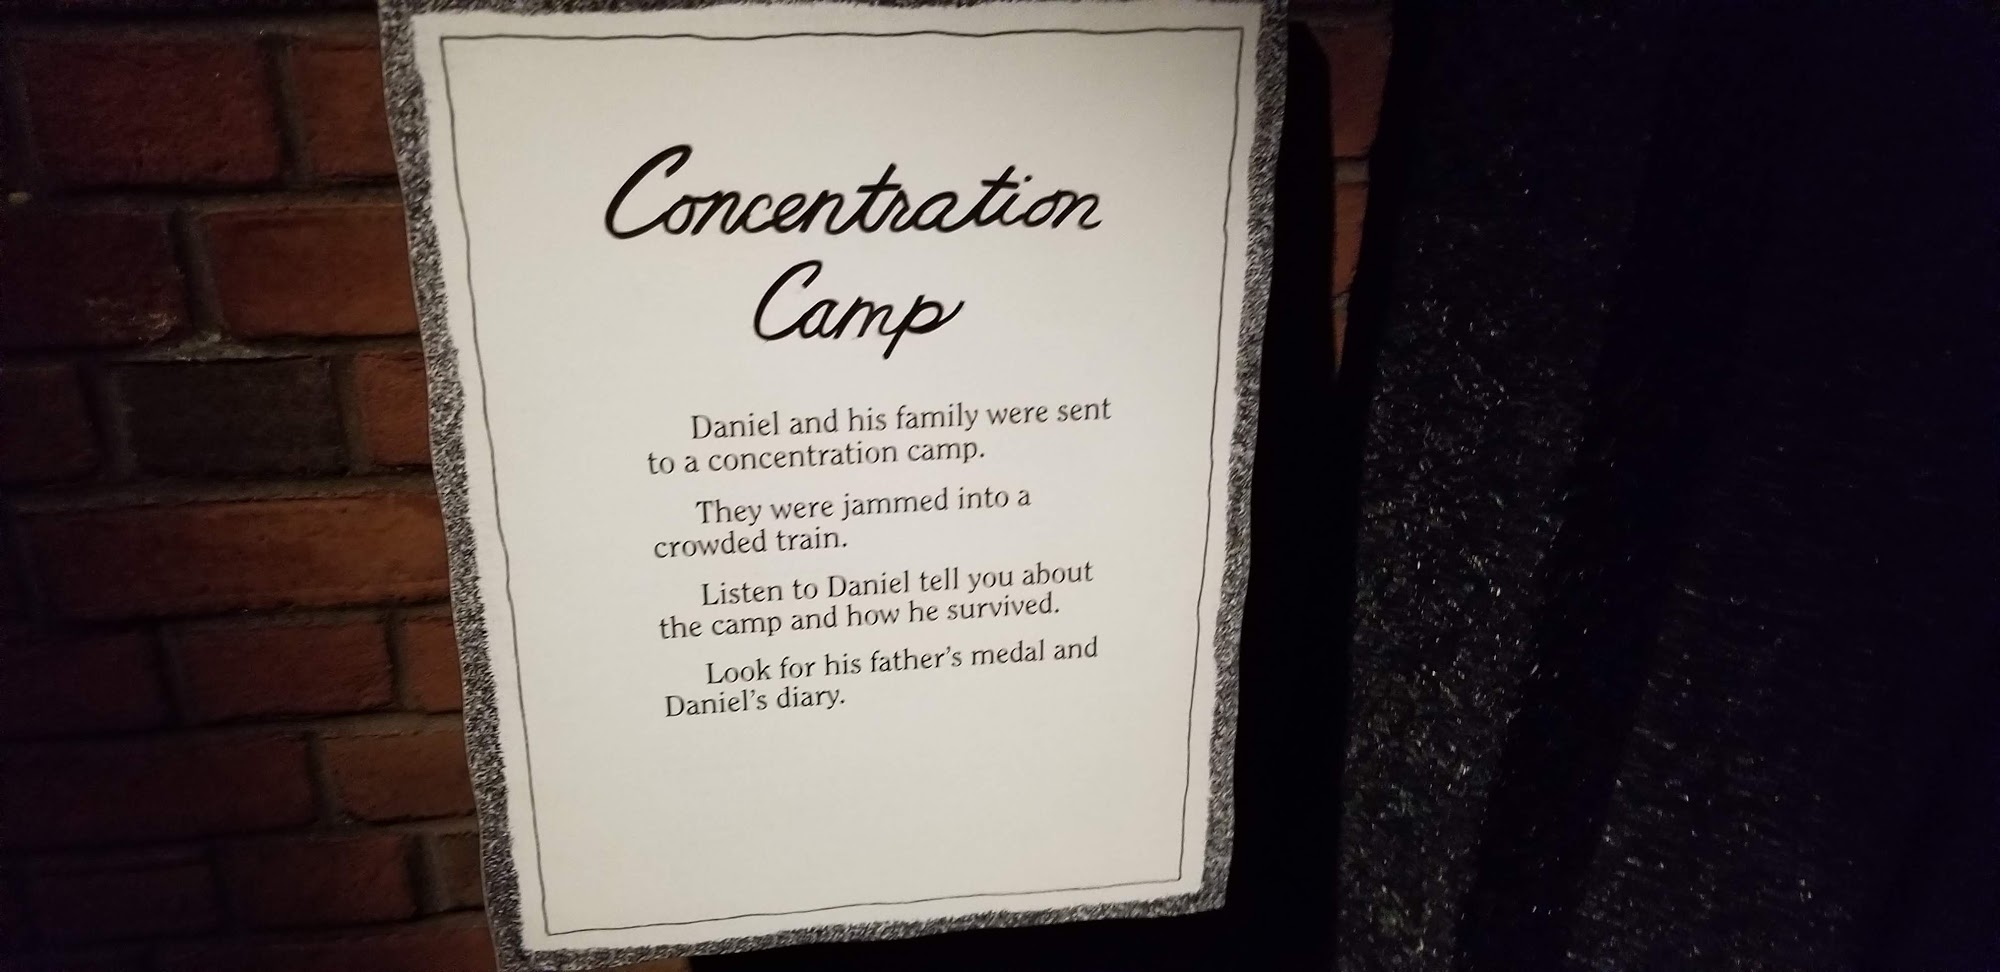 Concentration
Camp
Daniel and his family were sent
to a concentration camp.
They were jammed into a
crowded train.
Listen to Daniel tell you about
the camp and how he survived.
Look for his father's medal and
Daniel's diary.